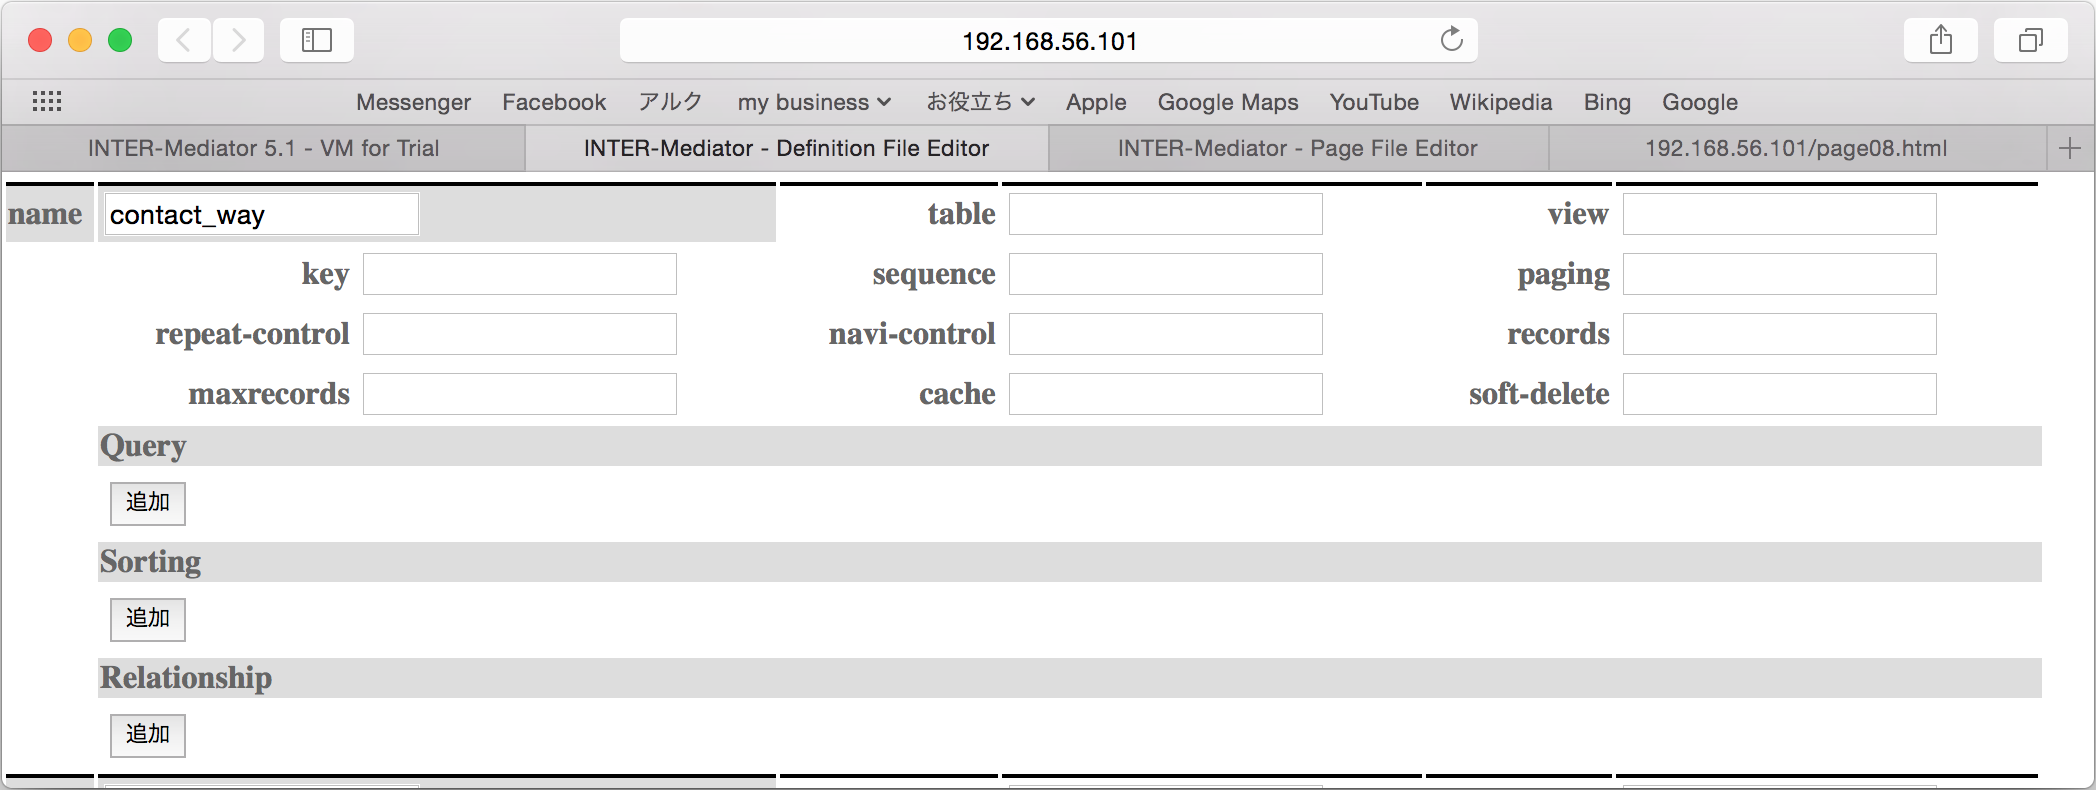 192.168.56.101
Messenger Facebook アルク my business お役立ち Apple Google Maps YouTube Wikipedia Bing Google
INTER-Mediator 5.1 - VM for Trial INTER-Mediator - Definition File Editor INTER-Mediator - Page File Editor 192.168.56.101/page08.html
name contact_way table view
key sequence paging
repeat-control navi-control records
maxrecords cache soft-delete
Query
追加
Sorting
追加
Relationship
追加